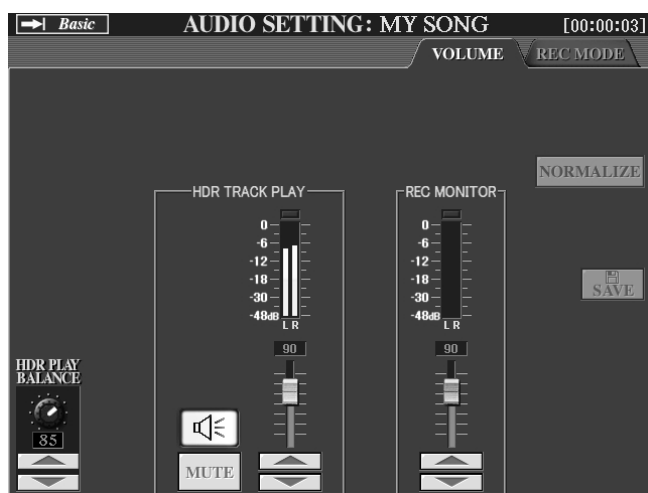 Basic AUDIO SETTING: MY SONG [00:00:03]
VOLUME REC MODE
NORMALIZE
HDR TRACK PLAY
0
-6
-12
-18
-30
-48dB
L R
90
REC MONITOR
0
-6
-12
-18
-30
-48dB
L R
90
SAVE
HDR PLAY
BALANCE
85
MUTE